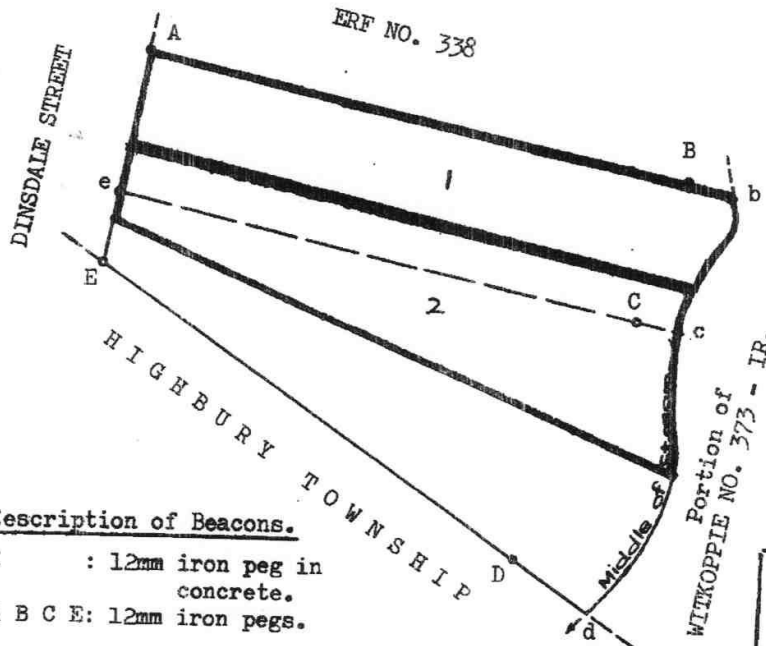 ERF NO. 338
A
DINSDALE STREET
B
b
1
e
E
C
c
2
HIGHBURY TOWNSHIP
D
d
Middle of
Portion of
WITKOPPIE NO. 373 - IR
Description of Beacons.
: 12mm iron peg in
concrete.
B C E: 12mm iron pegs.